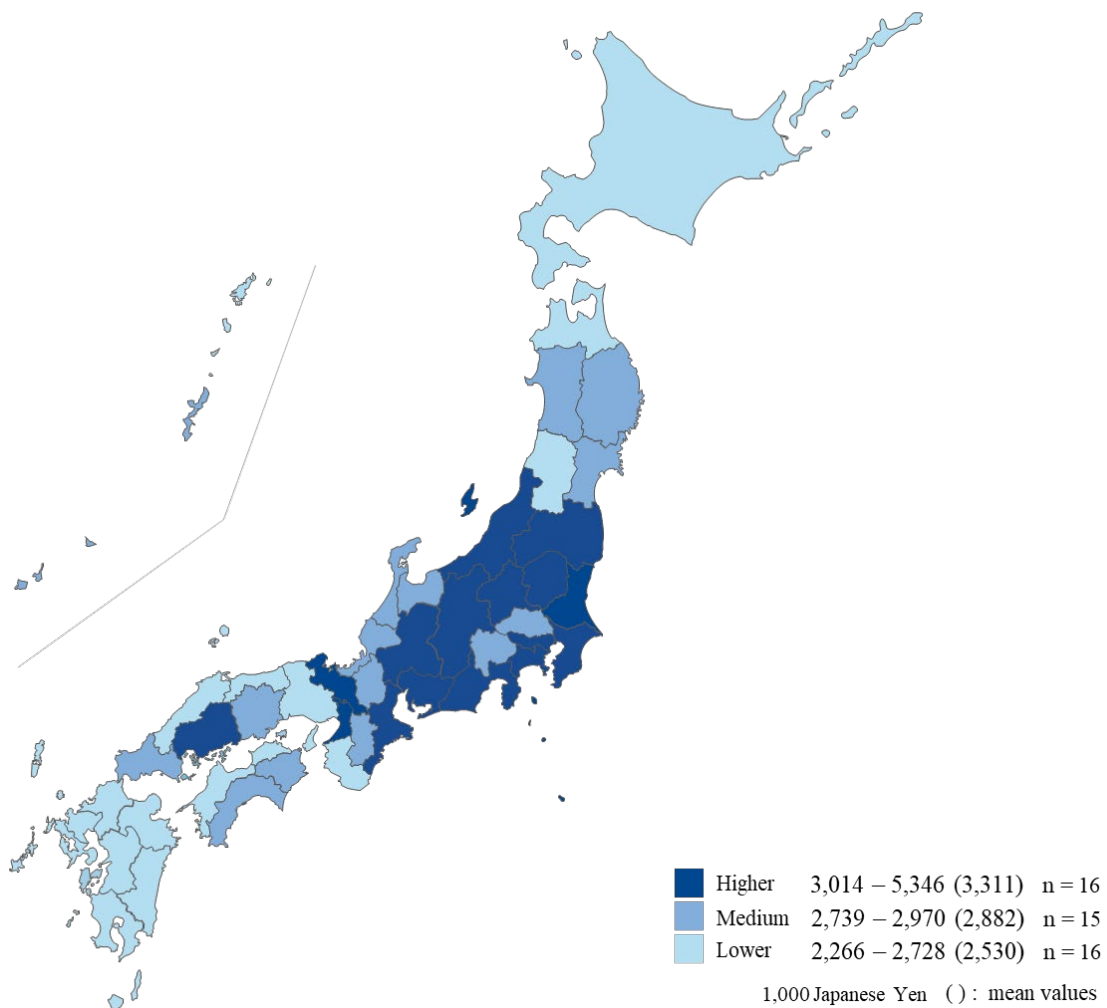 Higher 3,014 – 5,346 (3,311) n = 16
Medium 2,739 – 2,970 (2,882) n = 15
Lower 2,266 – 2,728 (2,530) n = 16
1,000 Japanese Yen ( ) : mean values